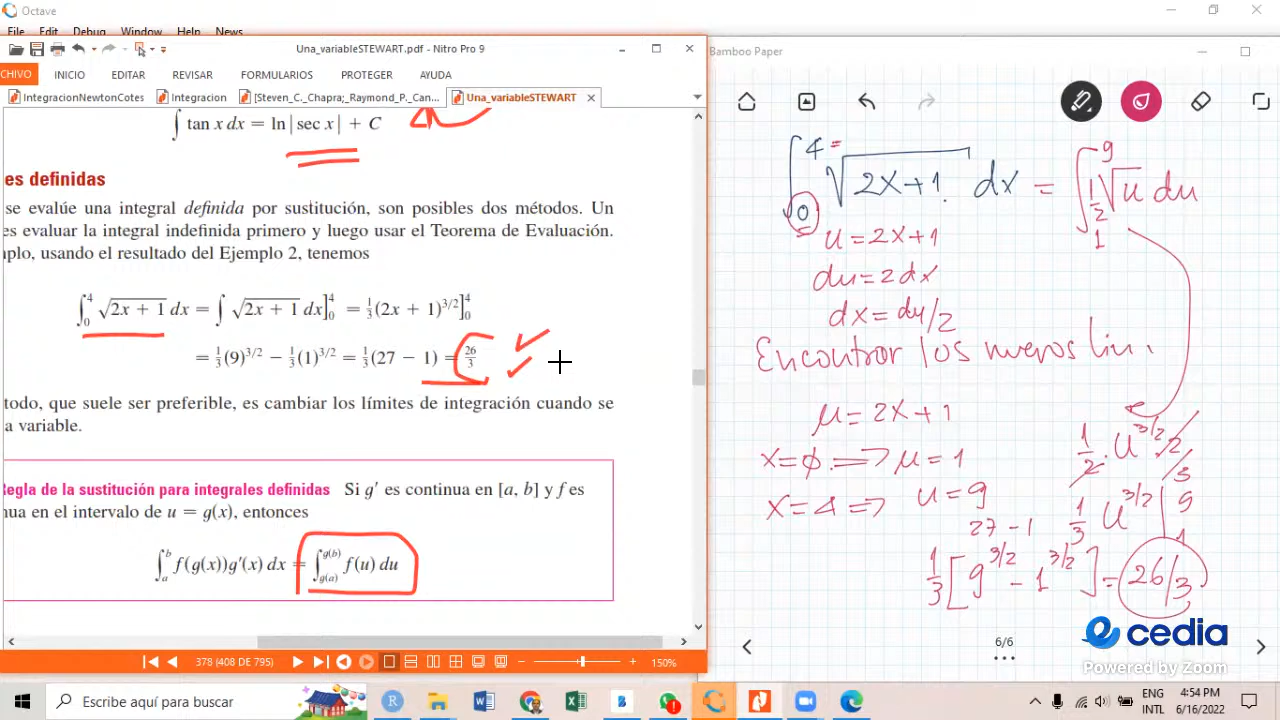 Octave
File Edit Debug Window Help News
Una_variableSTEWART.pdf - Nitro Pro 9
CHIVO INICIO EDITAR REVISAR FORMULARIOS PROTEGER AYUDA
IntegracionNewtonCotes Integracion [Steven_C._Chapra;_Raymond_P._Can... Una_variableSTEWART
∫ tan x dx = ln | sec x | + C
es definidas
se evalúe una integral definida por sustitución, son posibles dos métodos. Un
es evaluar la integral indefinida primero y luego usar el Teorema de Evaluación.
nplo, usando el resultado del Ejemplo 2, tenemos
∫₀⁴ √(2x + 1) dx = ∫ √(2x + 1) dx]₀⁴ = 1/3 (2x + 1)^3/2]₀⁴
= 1/3 (9)^3/2 − 1/3 (1)^3/2 = 1/3 (27 − 1) = 26/3
todo, que suele ser preferible, es cambiar los límites de integración cuando se
a variable.
Regla de la sustitución para integrales definidas Si g′ es continua en [a, b] y f es
nua en el intervalo de u = g(x), entonces
∫ₐᵇ f(g(x))g′(x) dx = ∫_g(a)^g(b) f(u) du
378 (408 DE 795) 150%
Bamboo Paper
∫₀⁴ √(2x+1) dx = ∫₁⁹ 1/2 √u du
u = 2x+1
du = 2dx
dx = du/2
Encontrar los nuevos lim.
u = 2x+1
x=0 ⟹ u = 1
x=4 ⟹ u = 9
1/2 · u^3/2 2/3
27 - 1
1/3 u^3/2 |₁⁹
1/3 [9^3/2 - 1^3/2] = 26/3
6/6
cedia
Powered by Zoom
Escribe aquí para buscar
ENG
INTL
4:54 PM
6/16/2022